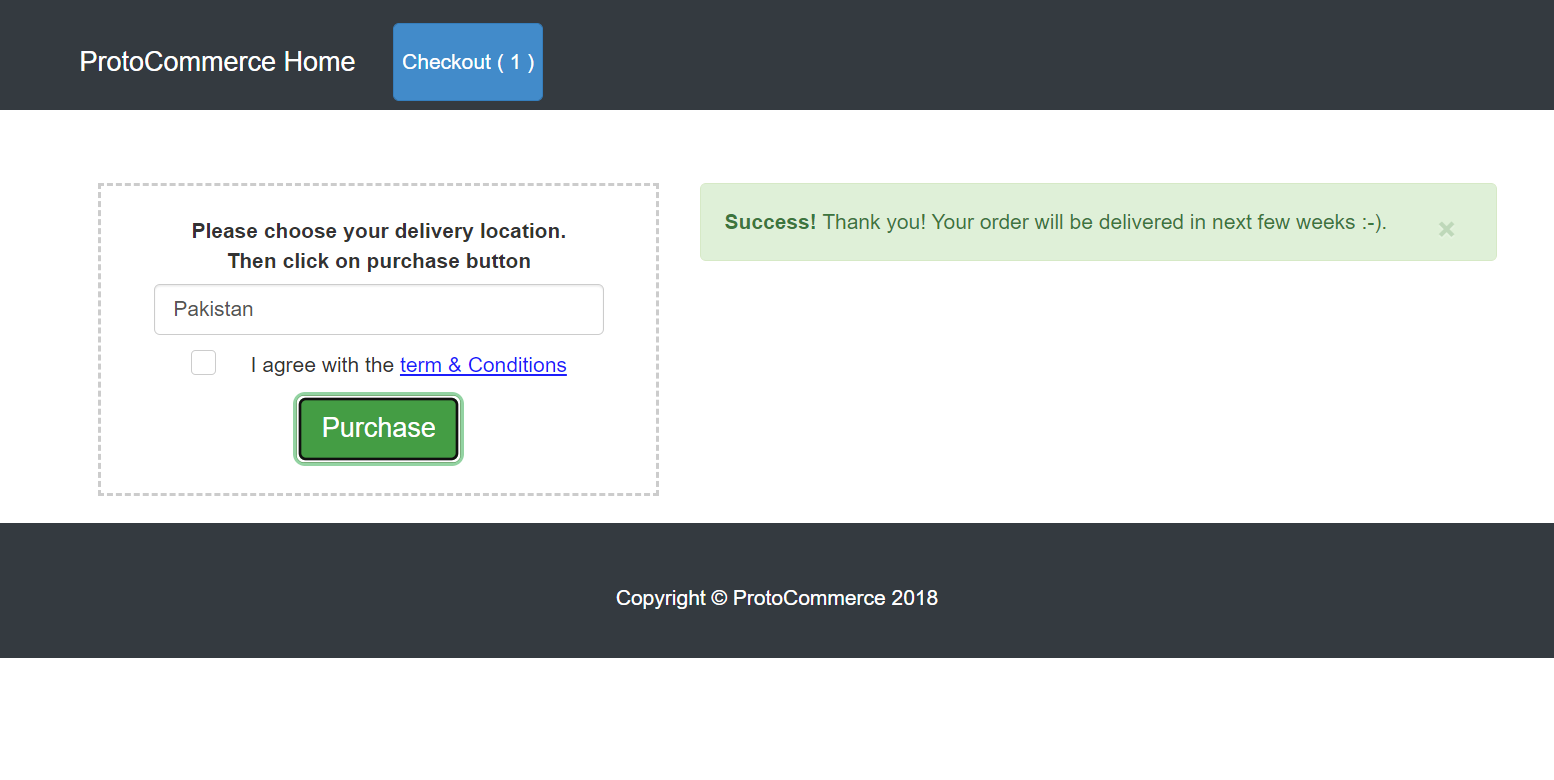 ProtoCommerce Home
Checkout ( 1 )
Please choose your delivery location.
Then click on purchase button
Pakistan
I agree with the term & Conditions
Purchase
Success! Thank you! Your order will be delivered in next few weeks :-).
×
Copyright © ProtoCommerce 2018